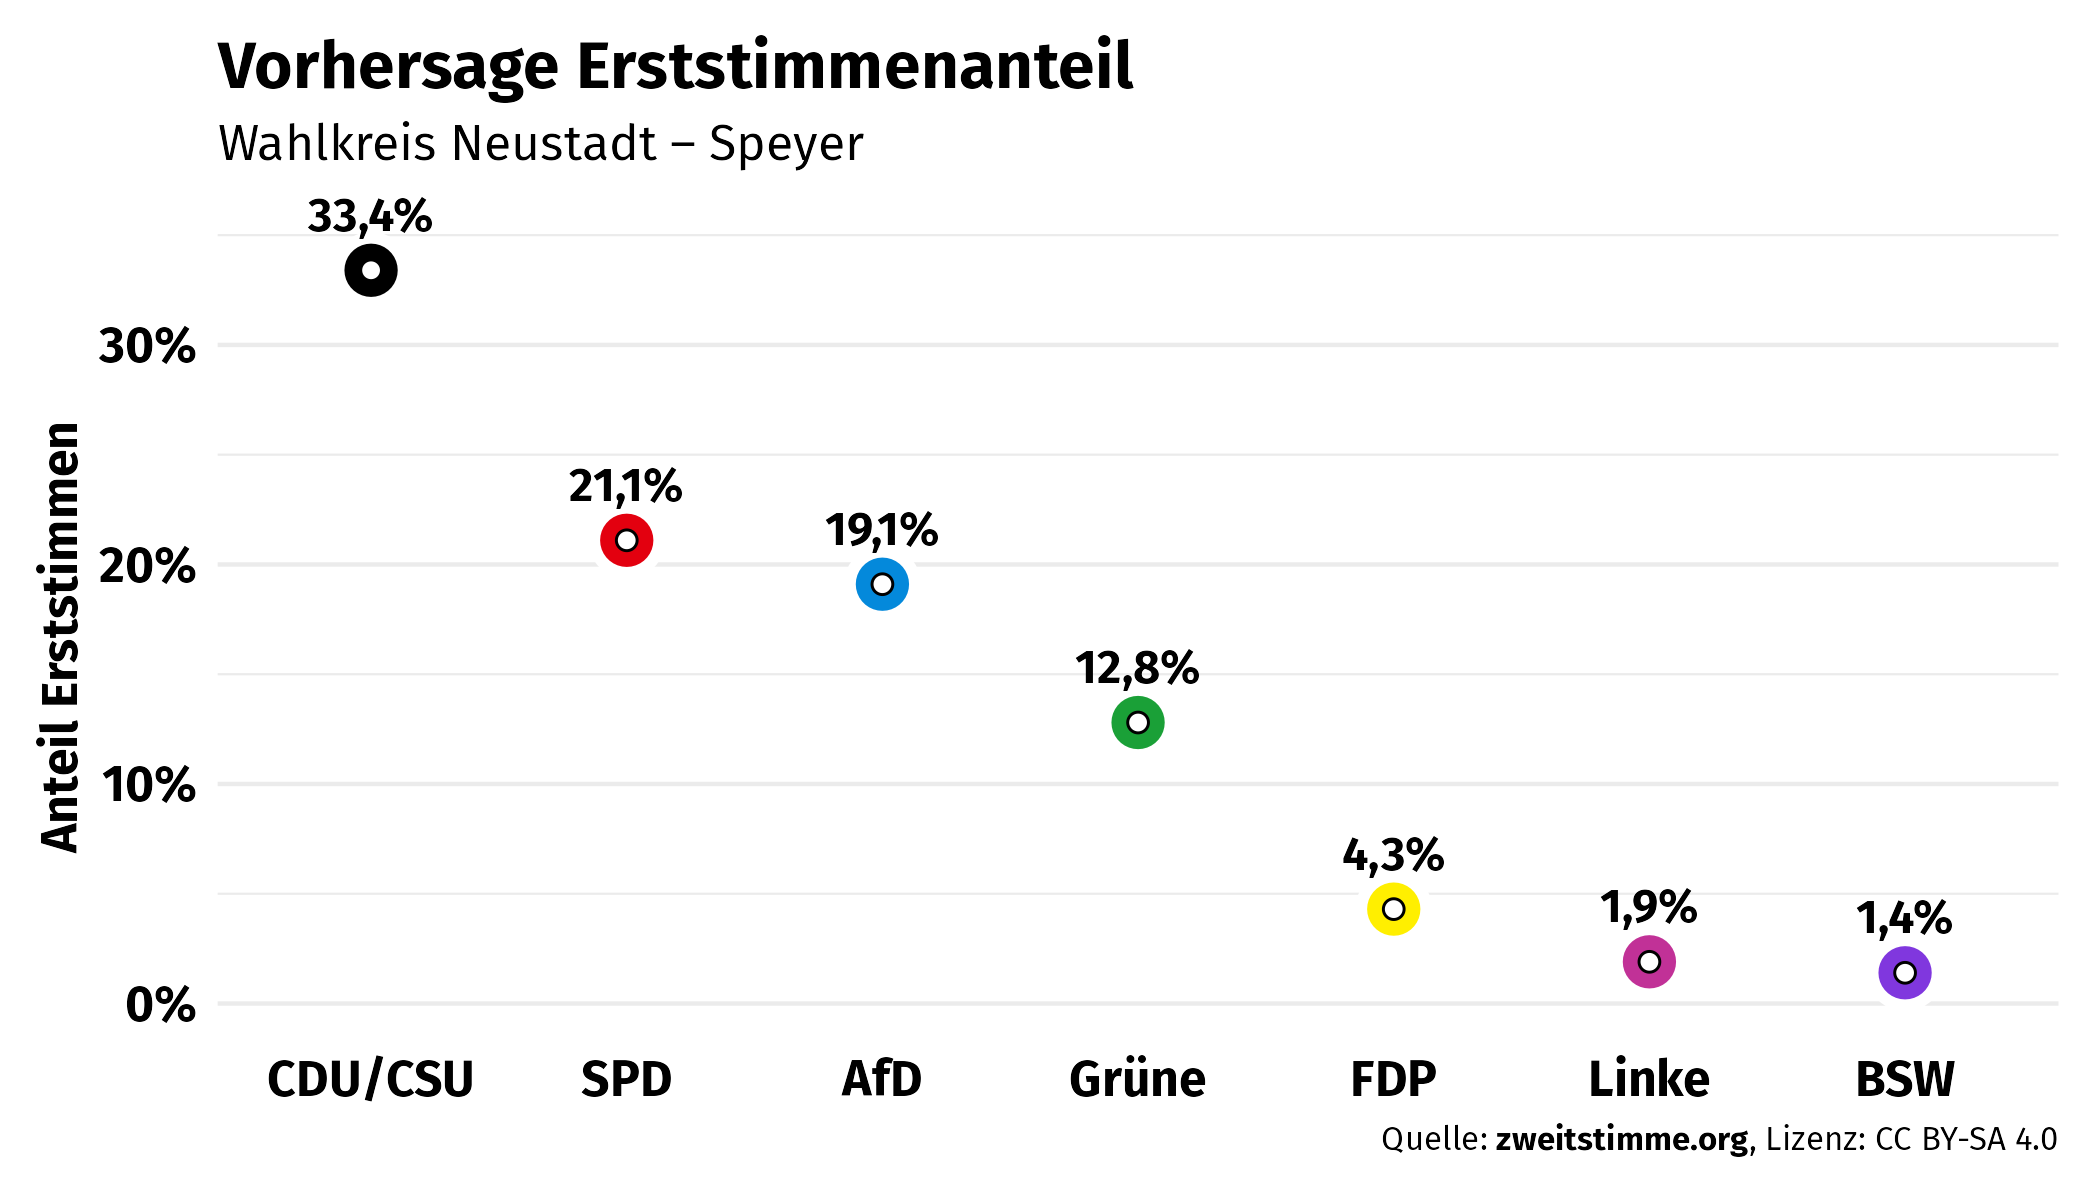 Vorhersage Erststimmenanteil
Wahlkreis Neustadt – Speyer
33,4%
30%
21,1%
19,1%
20%
12,8%
10%
4,3%
1,9%
1,4%
0%
Anteil Erststimmen
CDU/CSU SPD AfD Grüne FDP Linke BSW
Quelle: zweitstimme.org, Lizenz: CC BY-SA 4.0